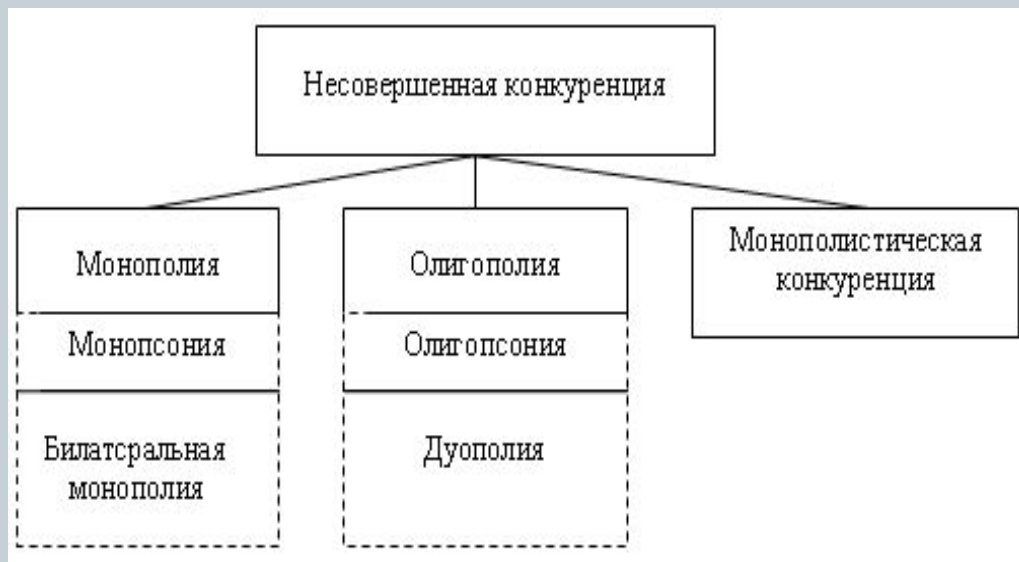 Несовершенная конкуренция
Монополия
Монопсония
Билатсральная
монополия
Олигополия
Олигопсония
Дуополия
Монополистическая
конкуренция